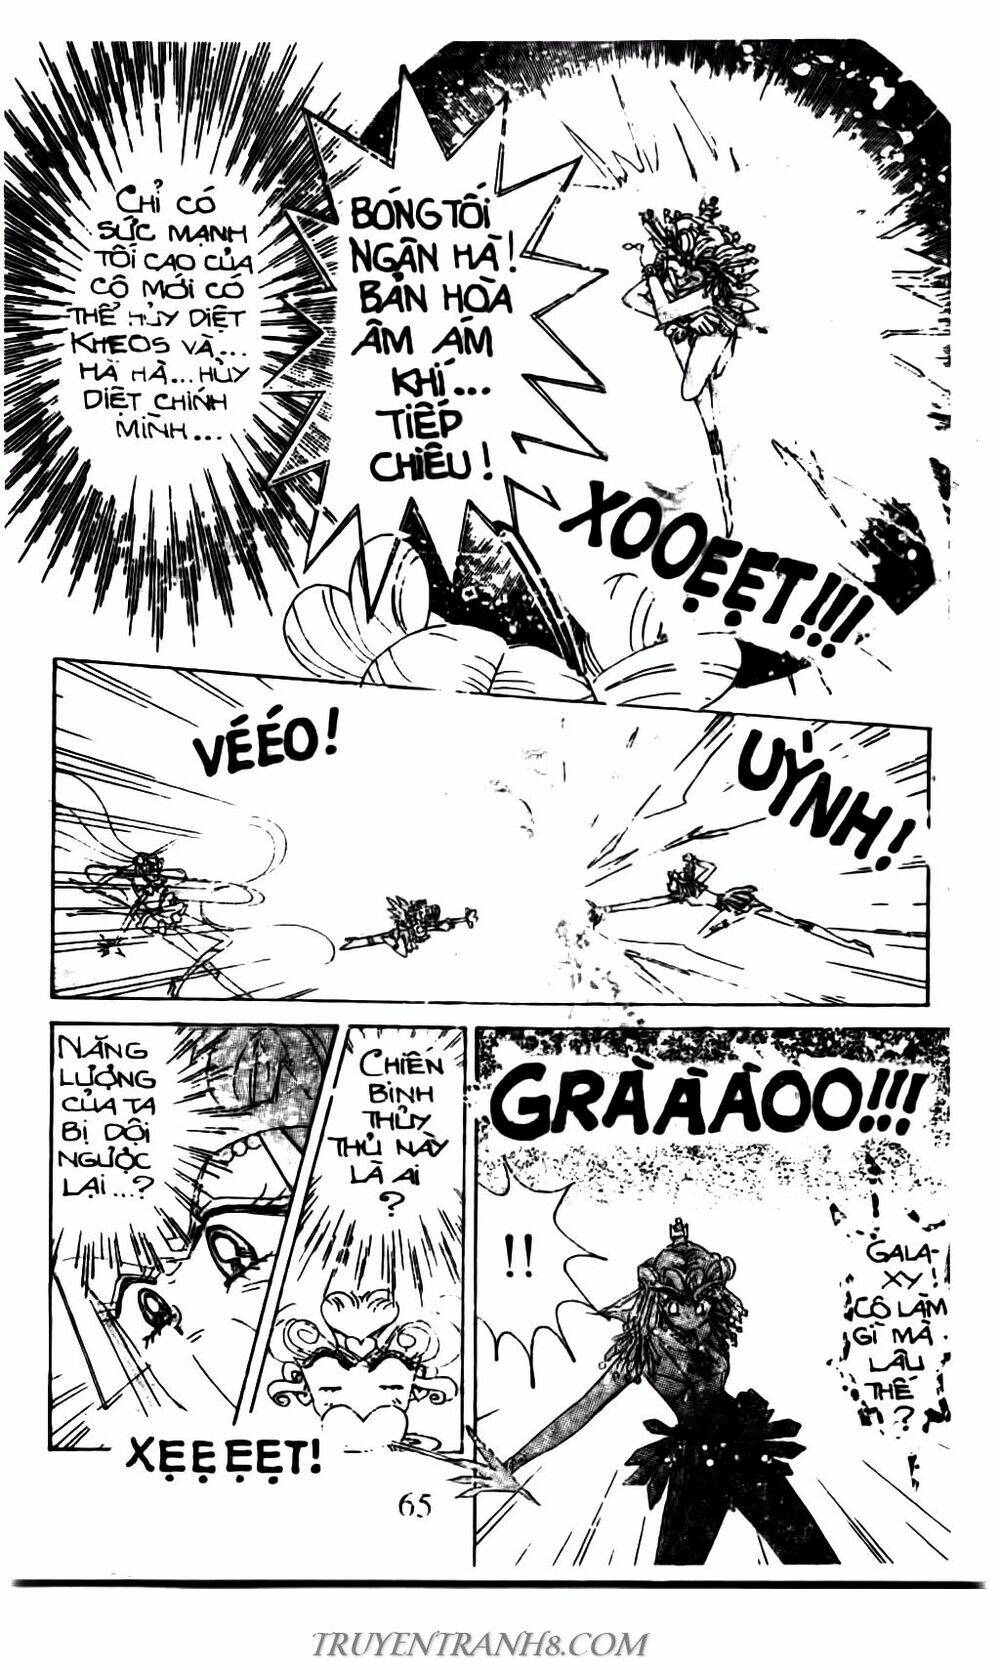 CHỈ CÓ
SỨC MẠNH
TỐI CAO CỦA
CÔ MỚI CÓ
THỂ HỦY DIỆT
KHEOS VÀ...
HÀ HÀ... HỦY
DIỆT CHÍNH
MÌNH...
BÓNG TỐI
NGÂN HÀ!
BẢN HÒA
ÂM ÁM
KHÍ...
TIẾP
CHIÊU!
XOOẸẸT!!!
VÉÉO!
UỲNH!
NĂNG
LƯỢNG
CỦA TA
BỊ DỘI
NGƯỢC
LẠI...?
CHIẾN
BINH
THỦY
THỦ NÀY
LÀ AI
?
XẸẸẸẸT!
GRÀÀÀÀOO!!!
!!
GALA-
XY!
CÔ LÀM
GÌ MÀ
LÂU
THẾ
?
65
TRUYENTRANH8.COM